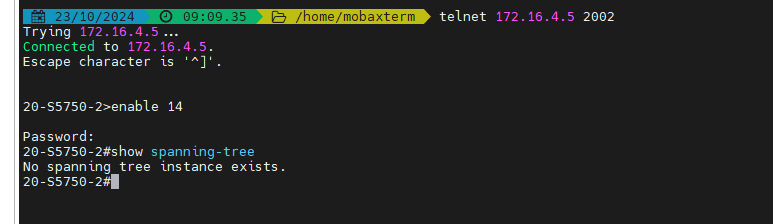 23/10/2024 09:09.35 /home/mobaxterm telnet 172.16.4.5 2002
Trying 172.16.4.5...
Connected to 172.16.4.5.
Escape character is '^]'.
20-S5750-2>enable 14
Password:
20-S5750-2#show spanning-tree
No spanning tree instance exists.
20-S5750-2#